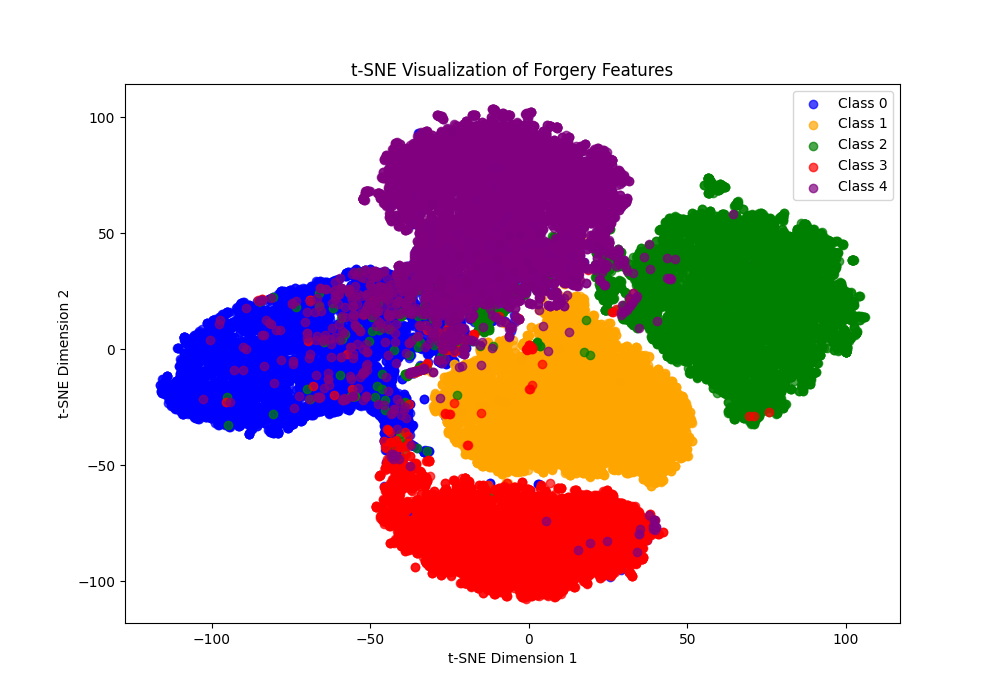 t-SNE Visualization of Forgery Features
Class 0
Class 1
Class 2
Class 3
Class 4
100
50
0
−50
−100
t-SNE Dimension 2
−100
−50
0
50
100
t-SNE Dimension 1